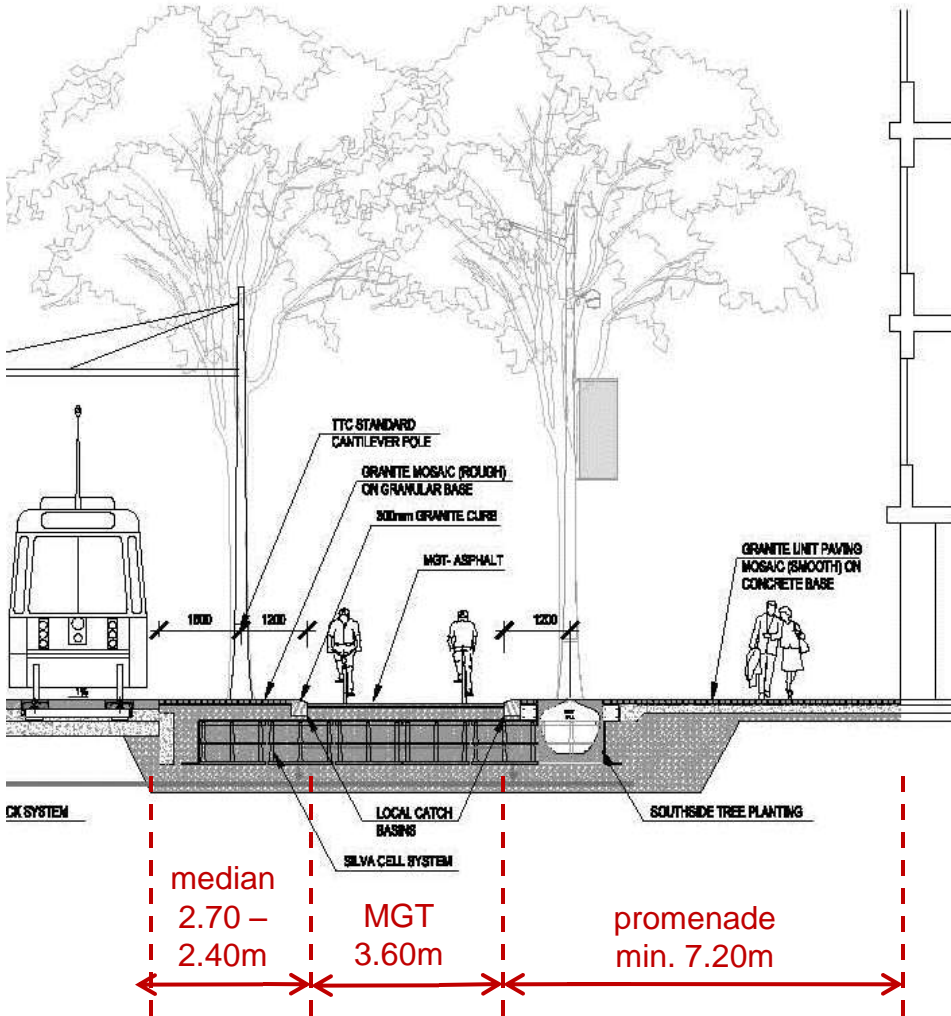 TTC STANDARD
CANTILEVER POLE
GRANITE MOSAIC (ROUGH)
ON GRANULAR BASE
300mm GRANITE CURB
MGT- ASPHALT
GRANITE UNIT PAVING
MOSAIC (SMOOTH) ON
CONCRETE BASE
1200
1200
1%
CK SYSTEM
LOCAL CATCH
BASINS
SILVA CELL SYSTEM
SOUTHSIDE TREE PLANTING
median
2.70 –
2.40m
MGT
3.60m
promenade
min. 7.20m